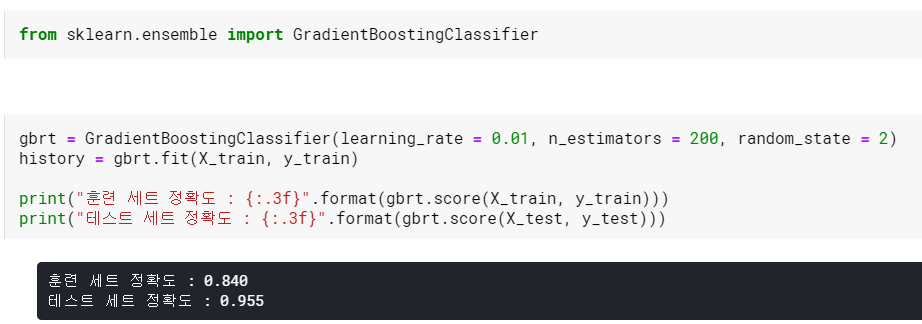 from sklearn.ensemble import GradientBoostingClassifier
gbrt = GradientBoostingClassifier(learning_rate = 0.01, n_estimators = 200, random_state = 2)
history = gbrt.fit(X_train, y_train)
print("훈련 세트 정확도 : {:.3f}".format(gbrt.score(X_train, y_train)))
print("테스트 세트 정확도 : {:.3f}".format(gbrt.score(X_test, y_test)))
훈련 세트 정확도 : 0.840
테스트 세트 정확도 : 0.955